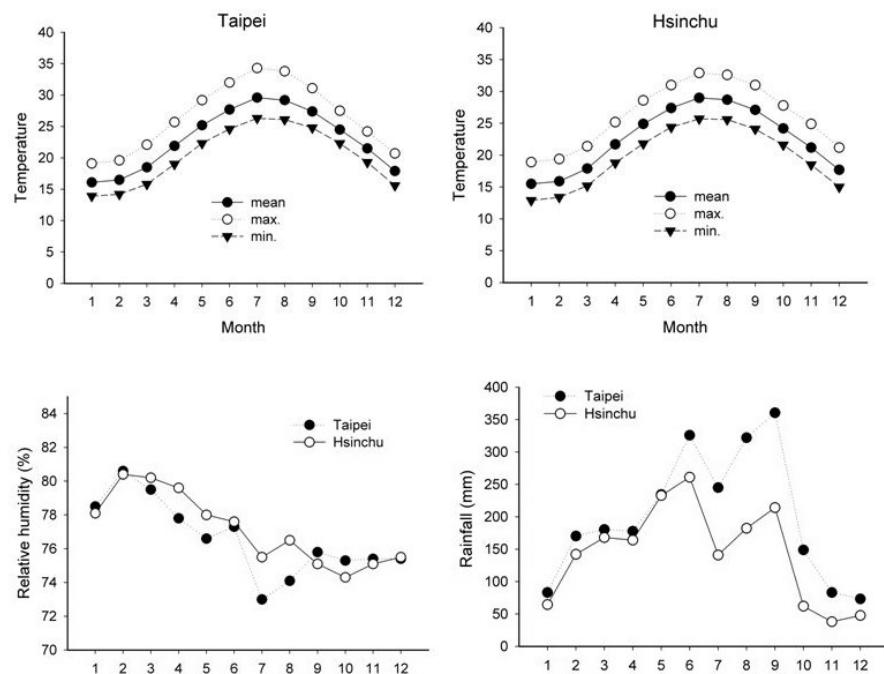 Taipei
Temperature
40
35
30
25
20
15
10
5
0
mean
max.
min.
1 2 3 4 5 6 7 8 9 10 11 12
Month
Hsinchu
Temperature
40
35
30
25
20
15
10
5
0
mean
max.
min.
1 2 3 4 5 6 7 8 9 10 11 12
Month
Relative humidity (%)
84
82
80
78
76
74
72
70
Taipei
Hsinchu
1 2 3 4 5 6 7 8 9 10 11 12
Rainfall (mm)
400
350
300
250
200
150
100
50
0
Taipei
Hsinchu
1 2 3 4 5 6 7 8 9 10 11 12